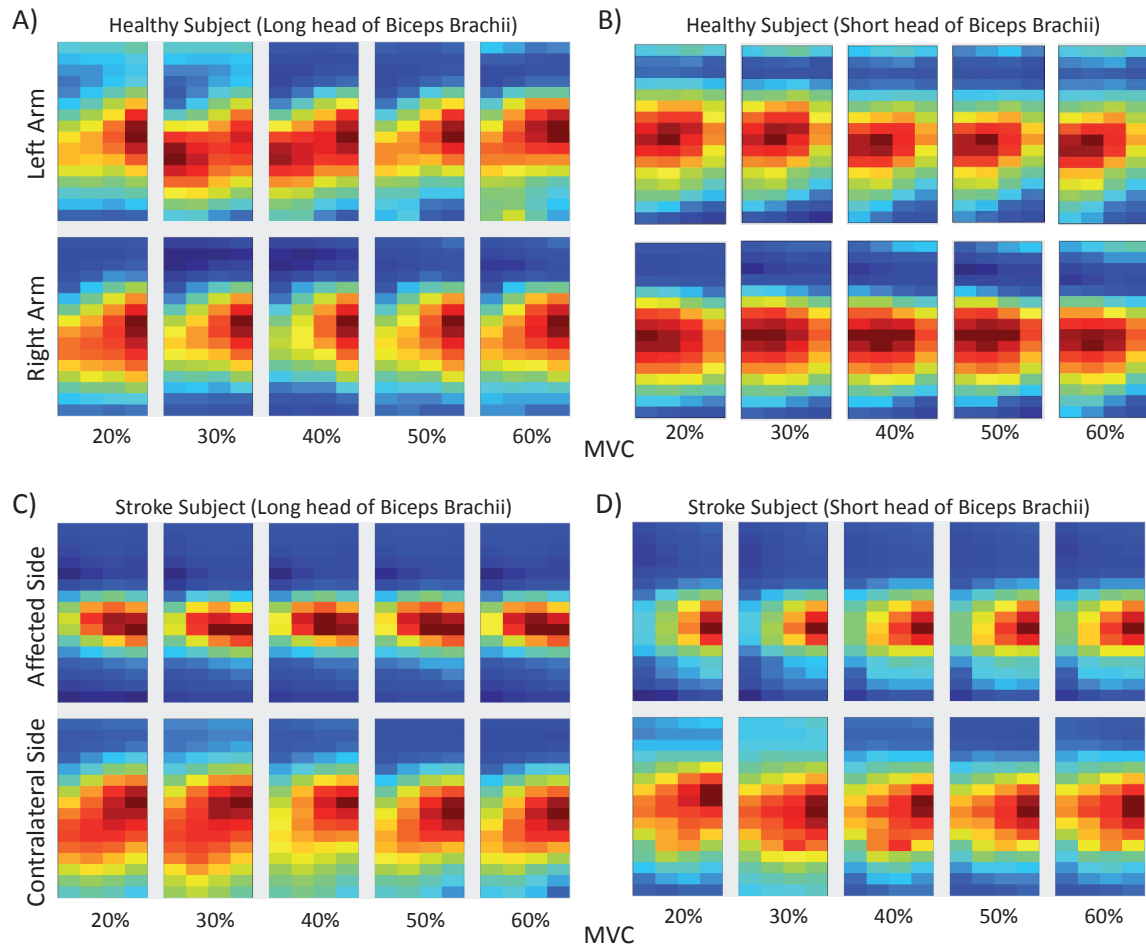 A)
Healthy Subject (Long head of Biceps Brachii)
B)
Healthy Subject (Short head of Biceps Brachii)
Left Arm
Right Arm
20% 30% 40% 50% 60%
20% 30% 40% 50% 60%
MVC
C)
Stroke Subject (Long head of Biceps Brachii)
D)
Stroke Subject (Short head of Biceps Brachii)
Affected Side
Contralateral Side
20% 30% 40% 50% 60%
20% 30% 40% 50% 60%
MVC